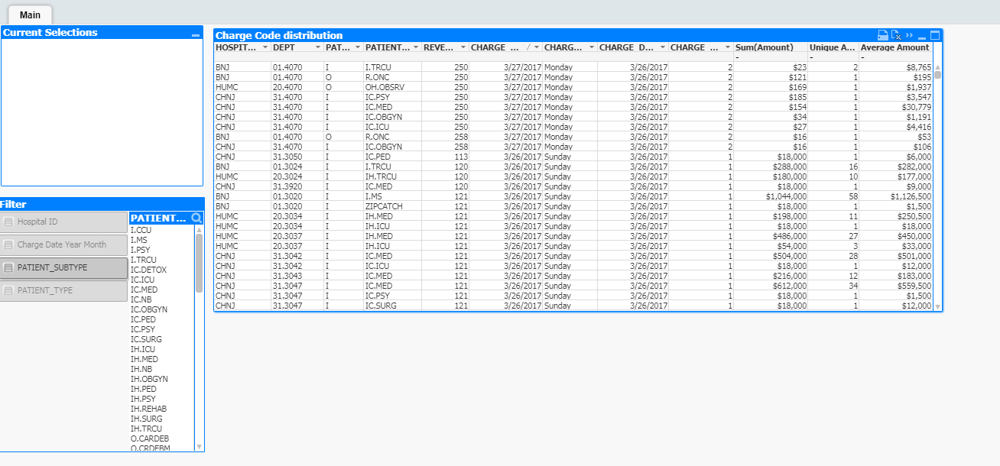 Main
Current Selections
Charge Code distribution
HOSPIT... DEPT PAT... PATIENT... REVE... CHARGE_... / CHARG... CHARGE_D... CHARGE_... Sum(Amount) Unique A... Average Amount
- - -
BNJ 01.4070 I I.TRCU 250 3/27/2017 Monday 3/26/2017 2 $23 2 $8,765
BNJ 01.4070 O R.ONC 250 3/27/2017 Monday 3/26/2017 2 $121 1 $195
HUMC 20.4070 O OH.OBSRV 250 3/27/2017 Monday 3/26/2017 2 $169 1 $1,937
CHNJ 31.4070 I IC.PSY 250 3/27/2017 Monday 3/26/2017 2 $185 1 $3,547
CHNJ 31.4070 I IC.MED 250 3/27/2017 Monday 3/26/2017 2 $154 1 $30,779
CHNJ 31.4070 I IC.OBGYN 250 3/27/2017 Monday 3/26/2017 2 $34 1 $1,191
CHNJ 31.4070 I IC.ICU 250 3/27/2017 Monday 3/26/2017 2 $27 1 $4,416
BNJ 01.4070 O R.ONC 258 3/27/2017 Monday 3/26/2017 2 $16 1 $53
CHNJ 31.4070 I IC.OBGYN 258 3/27/2017 Monday 3/26/2017 2 $16 1 $106
CHNJ 31.3050 I IC.PED 113 3/26/2017 Sunday 3/26/2017 1 $18,000 1 $6,000
BNJ 01.3024 I I.TRCU 120 3/26/2017 Sunday 3/26/2017 1 $288,000 16 $282,000
HUMC 20.3024 I IH.TRCU 120 3/26/2017 Sunday 3/26/2017 1 $180,000 10 $177,000
CHNJ 31.3920 I IC.MED 120 3/26/2017 Sunday 3/26/2017 1 $18,000 1 $9,000
BNJ 01.3020 I I.MS 121 3/26/2017 Sunday 3/26/2017 1 $1,044,000 58 $1,126,500
BNJ 01.3020 I ZIPCATCH 121 3/26/2017 Sunday 3/26/2017 1 $18,000 1 $1,500
HUMC 20.3034 I IH.MED 121 3/26/2017 Sunday 3/26/2017 1 $198,000 11 $250,500
HUMC 20.3034 I IH.ICU 121 3/26/2017 Sunday 3/26/2017 1 $18,000 1 $18,000
HUMC 20.3037 I IH.MED 121 3/26/2017 Sunday 3/26/2017 1 $486,000 27 $450,000
HUMC 20.3037 I IH.ICU 121 3/26/2017 Sunday 3/26/2017 1 $54,000 3 $33,000
CHNJ 31.3042 I IC.MED 121 3/26/2017 Sunday 3/26/2017 1 $504,000 28 $501,000
CHNJ 31.3042 I IC.ICU 121 3/26/2017 Sunday 3/26/2017 1 $18,000 1 $12,000
CHNJ 31.3043 I IC.MED 121 3/26/2017 Sunday 3/26/2017 1 $216,000 12 $183,000
CHNJ 31.3047 I IC.MED 121 3/26/2017 Sunday 3/26/2017 1 $612,000 34 $559,500
CHNJ 31.3047 I IC.PSY 121 3/26/2017 Sunday 3/26/2017 1 $18,000 1 $1,500
CHNJ 31.3047 I IC.SURG 121 3/26/2017 Sunday 3/26/2017 1 $18,000 1 $12,000
Filter
Hospital ID
Charge Date Year Month
PATIENT_SUBTYPE
PATIENT_TYPE
PATIENT...
I.CCU
I.MS
I.PSY
I.TRCU
IC.DETOX
IC.ICU
IC.MED
IC.NB
IC.OBGYN
IC.PED
IC.PSY
IC.SURG
IH.ICU
IH.MED
IH.NB
IH.OBGYN
IH.PED
IH.PSY
IH.REHAB
IH.SURG
IH.TRCU
O.CARDEB
O.CRDEBM